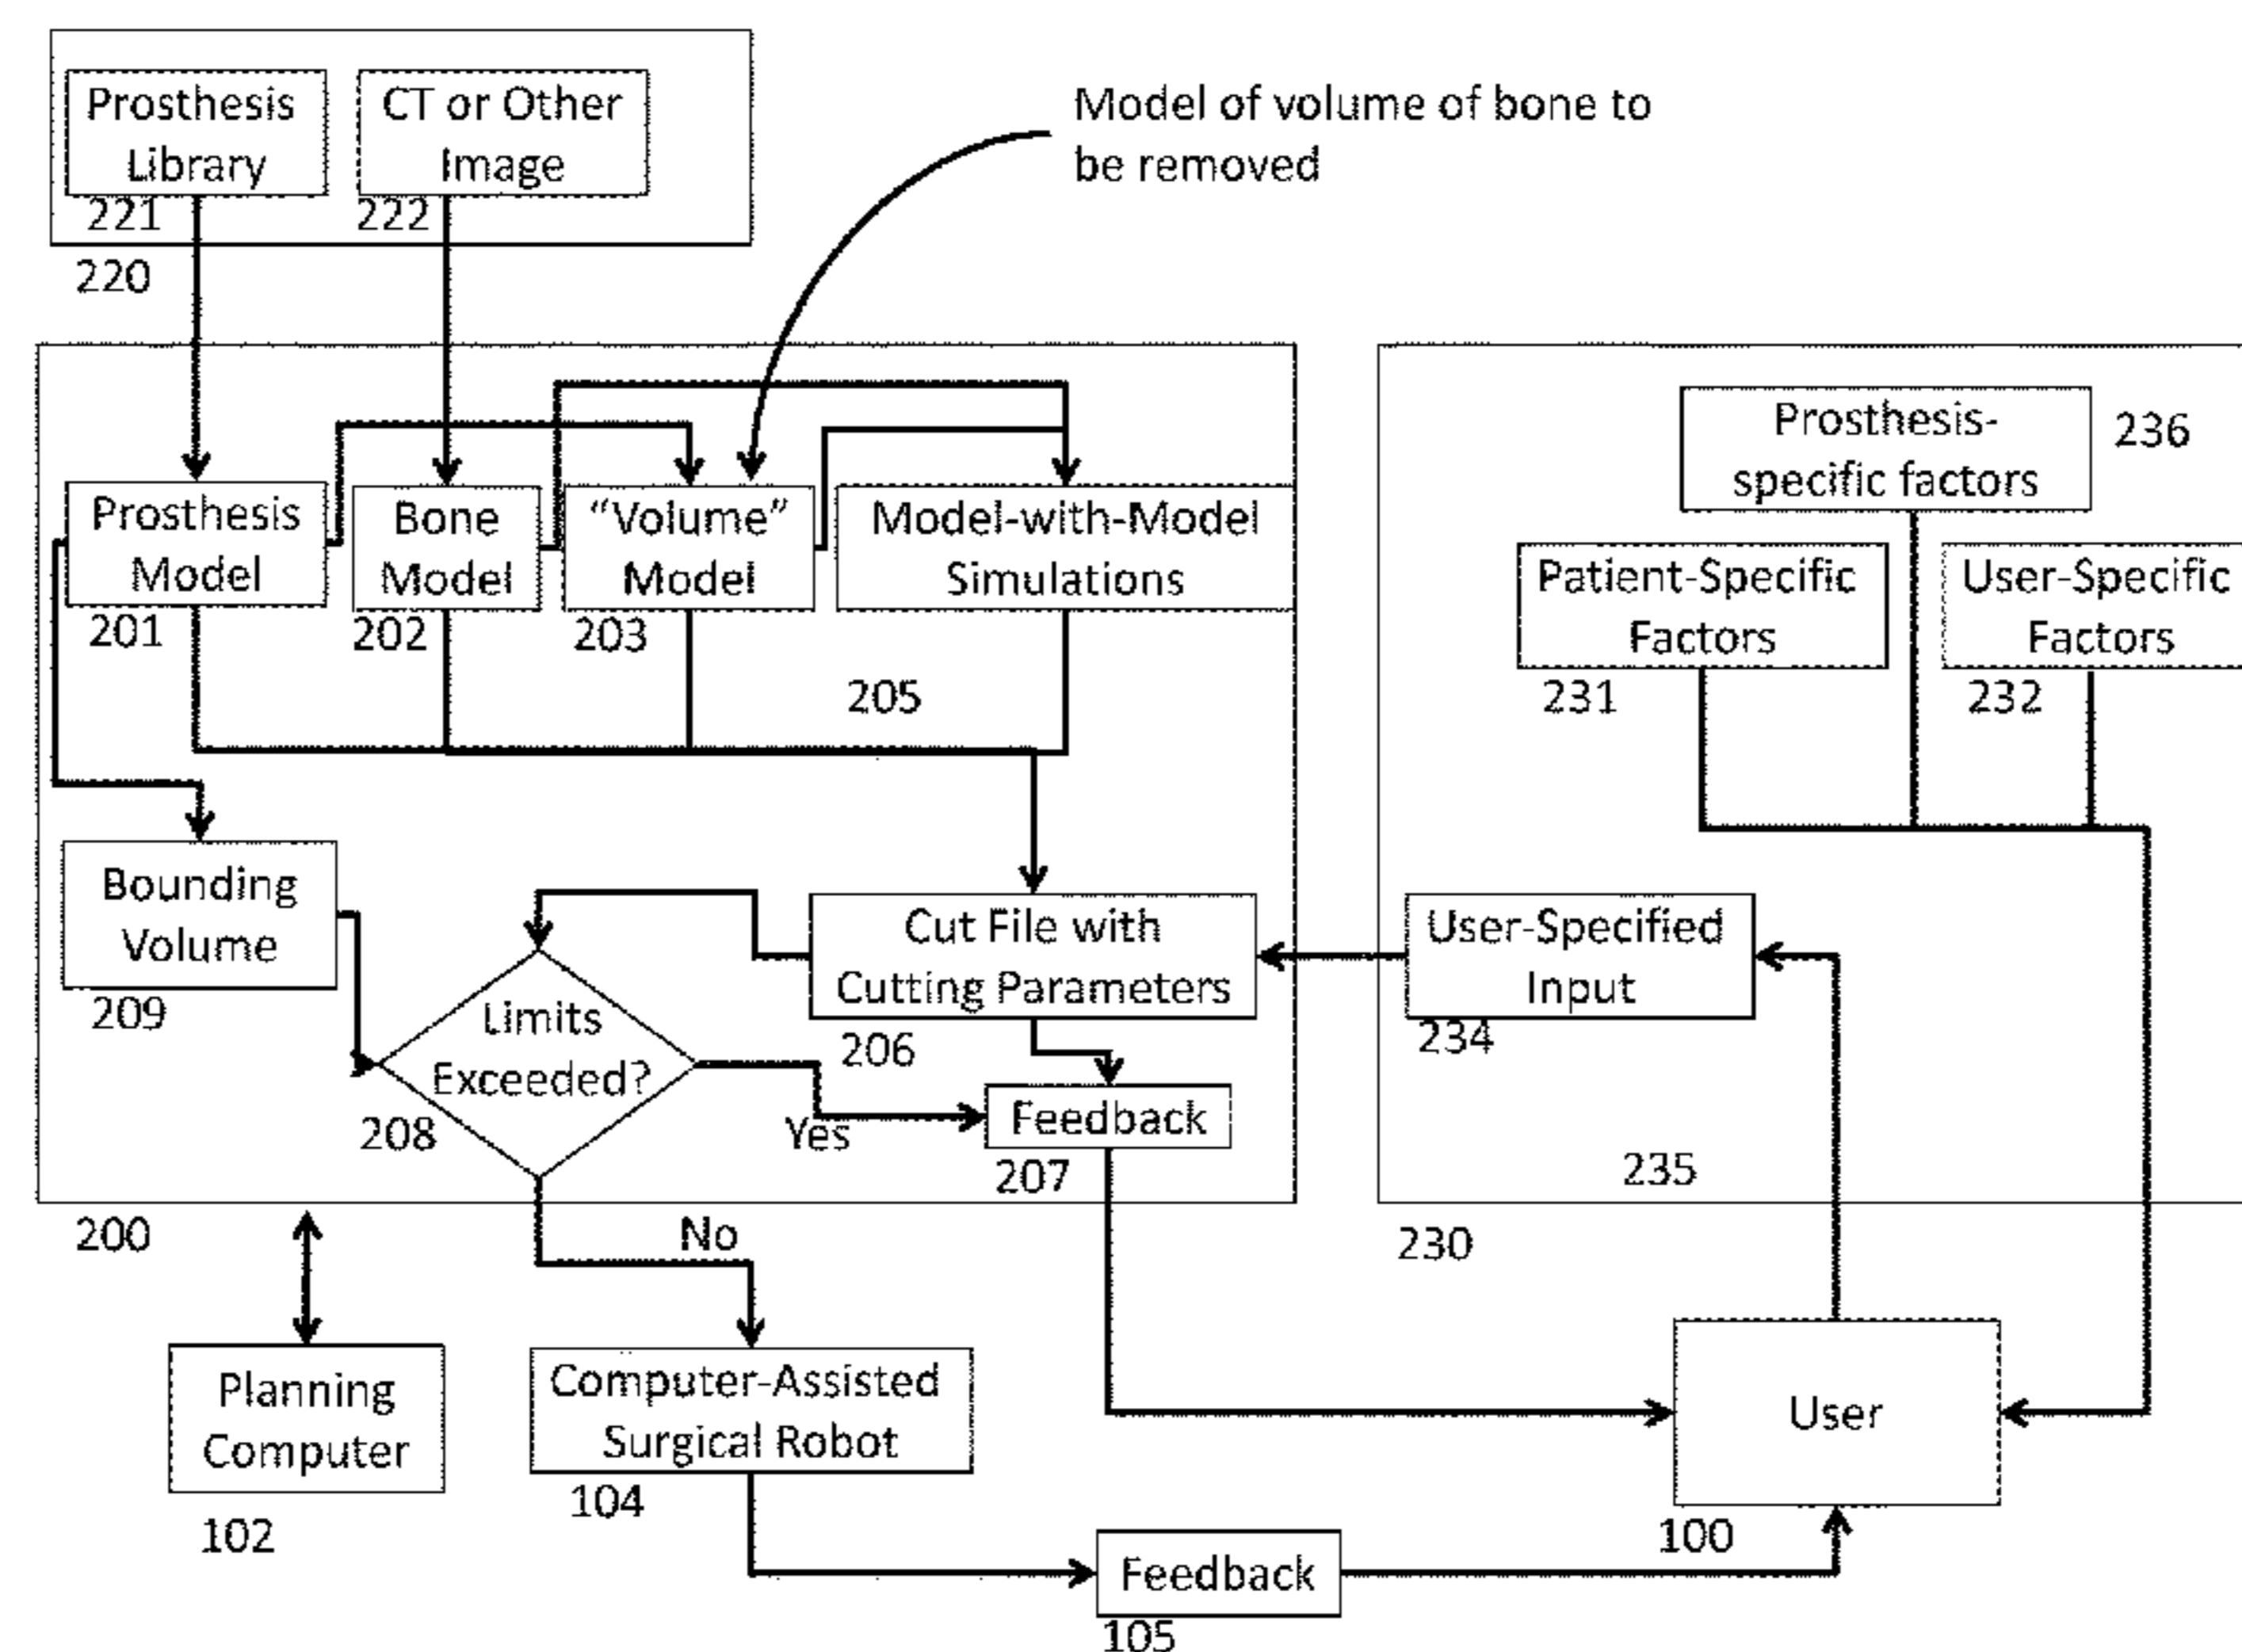 Prosthesis
Library
221
CT or Other
Image
222
220
Model of volume of bone to
be removed
Prosthesis
Model
201
Bone
Model
202
“Volume”
Model
203
Model-with-Model
Simulations
205
Prosthesis-
specific factors
236
Patient-Specific
Factors
231
User-Specific
Factors
232
Bounding
Volume
209
Limits
Exceeded?
208
Cut File with
Cutting Parameters
206
Yes
Feedback
207
User-Specified
Input
234
235
200
No
230
Planning
Computer
102
Computer-Assisted
Surgical Robot
104
User
100
Feedback
105